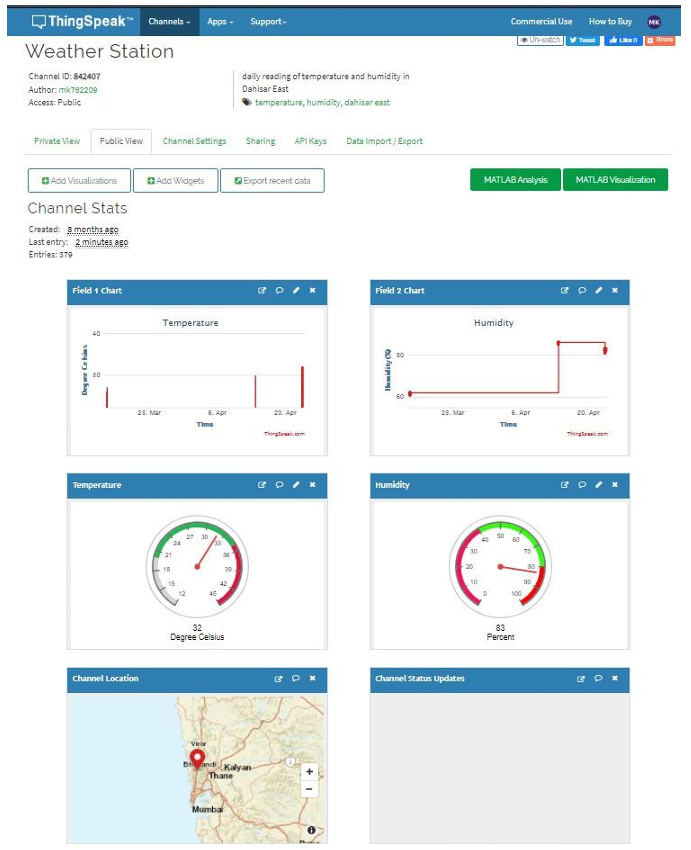 ThingSpeak™ Channels Apps Support Commercial Use How to Buy MK
Weather Station
Un-watch Tweet Like 0 Share
Channel ID: 842407
Author: mk762209
Access: Public
daily reading of temperature and humidity in
Dahisar East
temperature, humidity, dahisar east
Private View Public View Channel Settings Sharing API Keys Data Import / Export
Add Visualizations Add Widgets Export recent data MATLAB Analysis MATLAB Visualization
Channel Stats
Created: 8 months ago
Last entry: 2 minutes ago
Entries: 379
Field 1 Chart
Temperature
40
30
Degree Celsius
23. Mar 6. Apr 20. Apr
Time
ThingSpeak.com
Field 2 Chart
Humidity
80
60
Humidity (%)
23. Mar 6. Apr 20. Apr
Time
ThingSpeak.com
Temperature
12 15 18 21 24 27 30 33 36 39 42 45
32
Degree Celsius
Humidity
0 10 20 30 40 50 60 70 80 90 100
83
Percent
Channel Location
Virar
Kalyan
Thane
Mumbai
Channel Status Updates